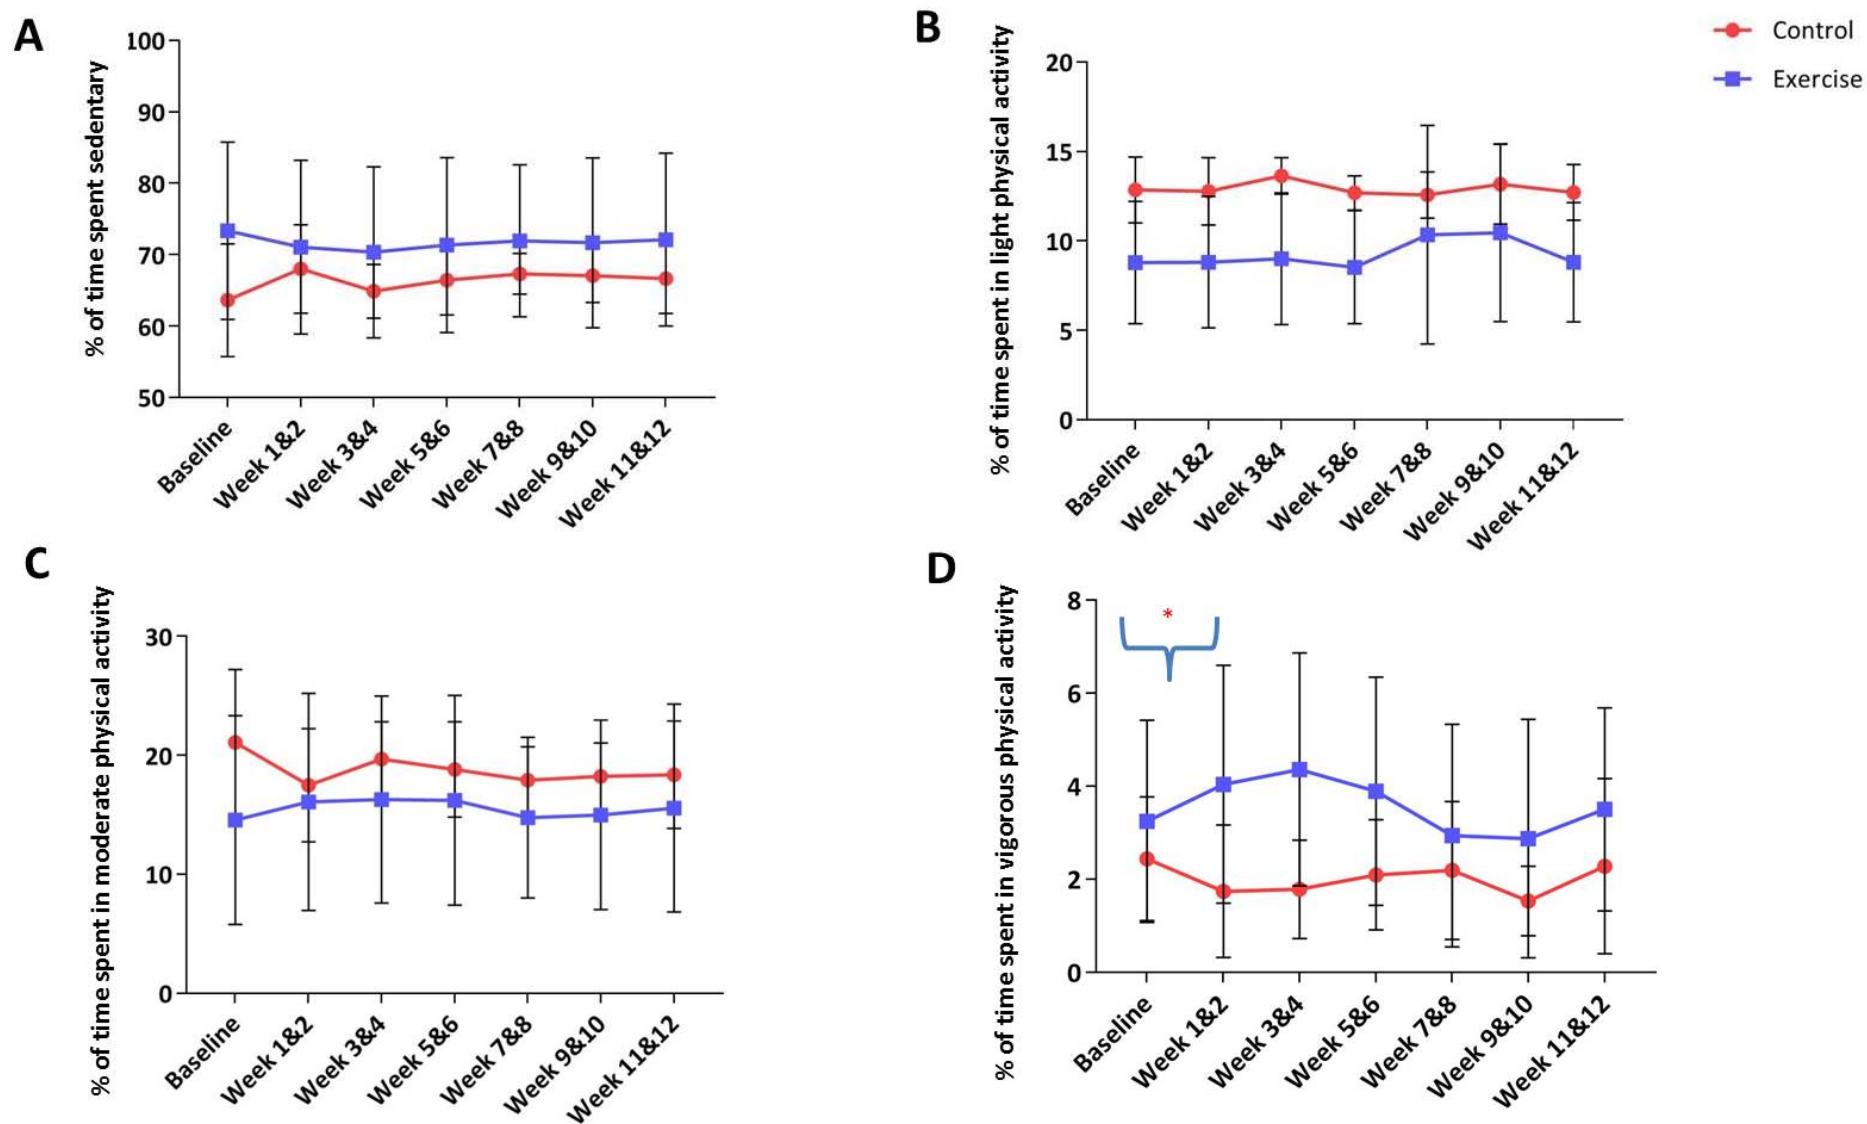 A
% of time spent sedentary
100
90
80
70
60
50
Baseline
Week 1&2
Week 3&4
Week 5&6
Week 7&8
Week 9&10
Week 11&12
B
% of time spent in light physical activity
20
15
10
5
0
Baseline
Week 1&2
Week 3&4
Week 5&6
Week 7&8
Week 9&10
Week 11&12
Control
Exercise
C
% of time spent in moderate physical activity
30
20
10
0
Baseline
Week 1&2
Week 3&4
Week 5&6
Week 7&8
Week 9&10
Week 11&12
D
% of time spent in vigorous physical activity
8
6
4
2
0
*
Baseline
Week 1&2
Week 3&4
Week 5&6
Week 7&8
Week 9&10
Week 11&12